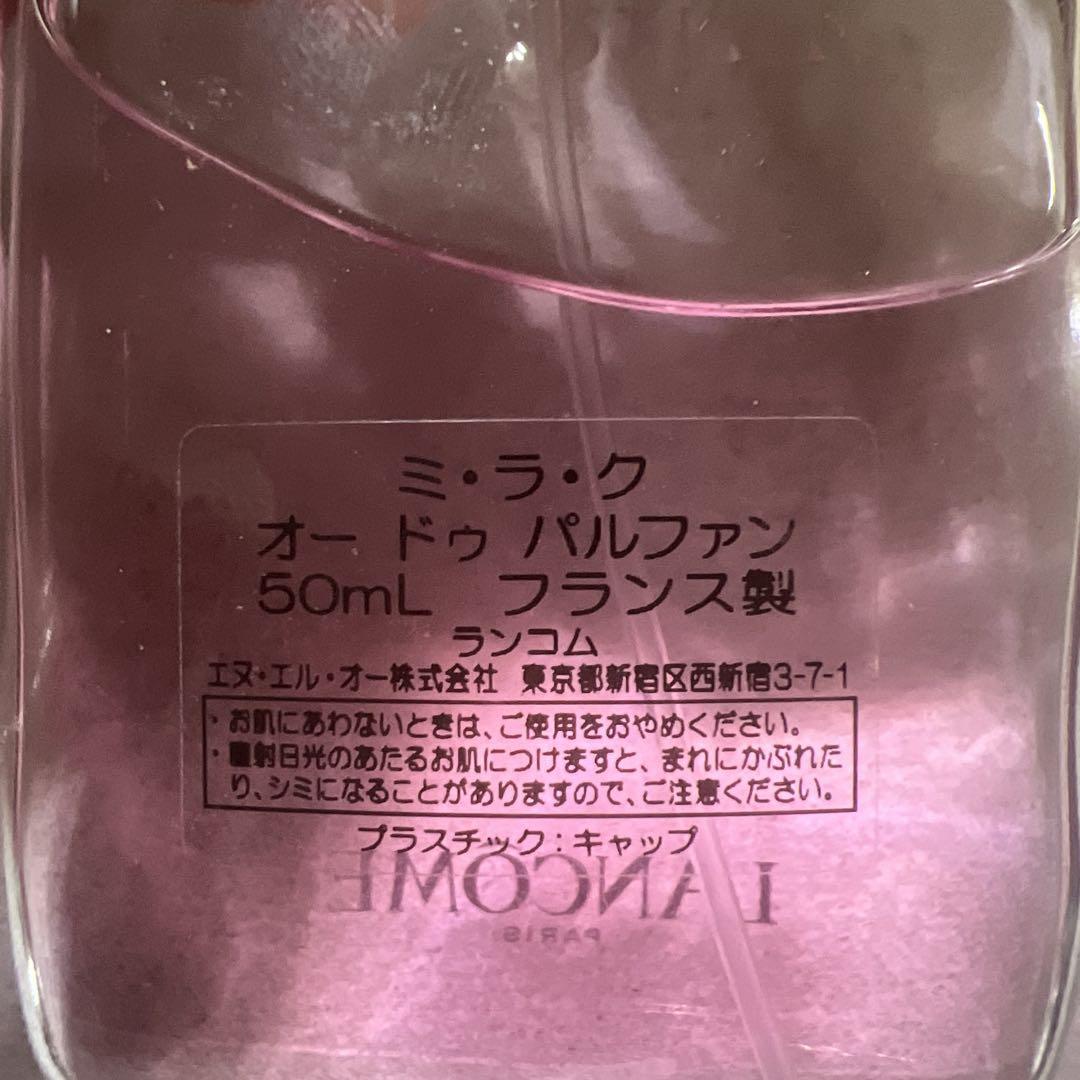 ミ・ラ・ク
オー ドゥ パルファン
50mL フランス製
ランコム
エヌ・エル・オー株式会社 東京都新宿区西新宿3-7-1
・お肌にあわないときは、ご使用をおやめください。
・直射日光のあたるお肌につけますと、まれにかぶれた
り、シミになることがありますので、ご注意ください。
プラスチック：キャップ
LANCOME
PARIS